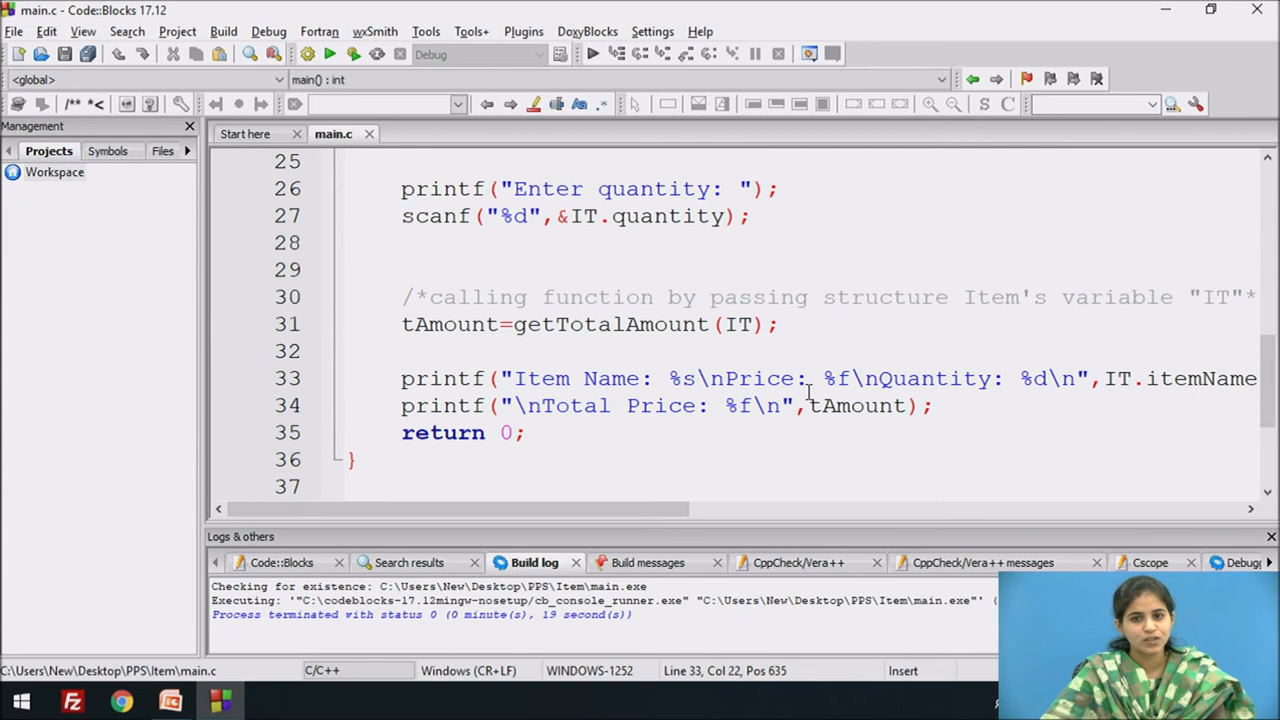 main.c - Code::Blocks 17.12
File Edit View Search Project Build Debug Fortran wxSmith Tools Tools+ Plugins DoxyBlocks Settings Help
Debug
<global> main() : int
/** *<
Management
Projects Symbols Files
Workspace
Start here main.c
25
26 printf("Enter quantity: ");
27 scanf("%d",&IT.quantity);
28
29
30 /*calling function by passing structure Item's variable "IT"*
31 tAmount=getTotalAmount(IT);
32
33 printf("Item Name: %s\nPrice: %f\nQuantity: %d\n",IT.itemName
34 printf("\nTotal Price: %f\n",tAmount);
35 return 0;
36 }
37
Logs & others
Code::Blocks Search results Build log Build messages CppCheck/Vera++ CppCheck/Vera++ messages Cscope Debugg
Checking for existence: C:\Users\New\Desktop\PPS\Item\main.exe
Executing: '"C:\codeblocks-17.12mingw-nosetup/cb_console_runner.exe" "C:\Users\New\Desktop\PPS\Item\main.exe"' (
Process terminated with status 0 (0 minute(s), 19 second(s))
C:\Users\New\Desktop\PPS\Item\main.c C/C++ Windows (CR+LF) WINDOWS-1252 Line 33, Col 22, Pos 635 Insert